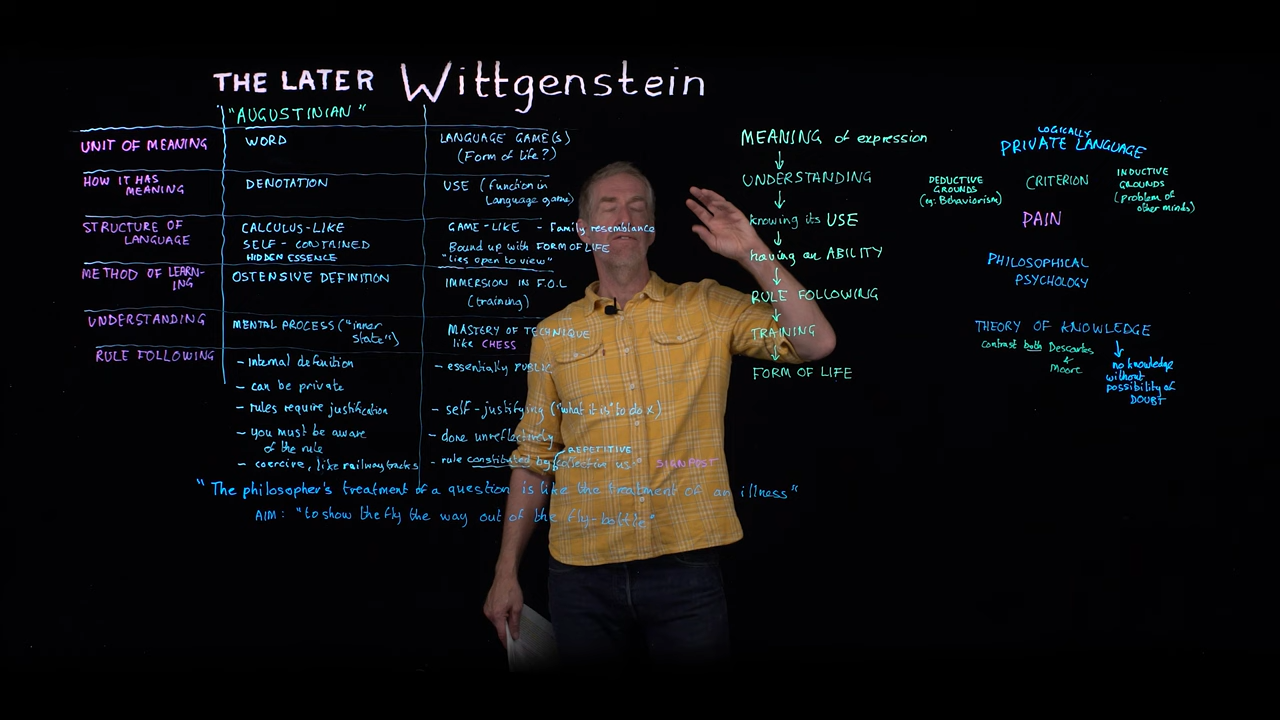 THE LATER Wittgenstein
"AUGUSTINIAN"
UNIT OF MEANING
WORD
LANGUAGE GAME(S)
(Form of life?)
HOW IT HAS
MEANING
DENOTATION
USE (function in
Language game)
STRUCTURE OF
LANGUAGE
CALCULUS-LIKE
SELF-CONTAINED
HIDDEN ESSENCE
GAME-LIKE - Family resemblance
Bound up with FORM OF LIFE
"lies open to view"
METHOD OF LEARN-
ING
OSTENSIVE DEFINITION
IMMERSION IN F.O.L
(training)
UNDERSTANDING
MENTAL PROCESS ("inner
state")
MASTERY OF TECHNIQUE
like CHESS
RULE FOLLOWING
- internal definition
- can be private
- rules require justification
- you must be aware
of the rule
- coercive, like railway tracks
- essentially PUBLIC
- self-justifying ("what it is" to do x)
- done unreflectively
REPETITIVE
- rule constituted by collective use SIGNPOST
"The philosopher's treatment of a question is like the treatment of an illness"
AIM: "to show the fly the way out of the fly-bottle"
MEANING of expression
↓
UNDERSTANDING
↓
knowing its USE
↓
having an ABILITY
↓
RULE FOLLOWING
↓
TRAINING
↓
FORM OF LIFE
LOGICALLY
PRIVATE LANGUAGE
DEDUCTIVE
GROUNDS
(eg: Behaviorism)
CRITERION
INDUCTIVE
GROUNDS
(problem of
other minds)
PAIN
PHILOSOPHICAL
PSYCHOLOGY
THEORY OF KNOWLEDGE
contrast both Descartes
&
Moore
↓
no knowledge
without
possibility of
DOUBT